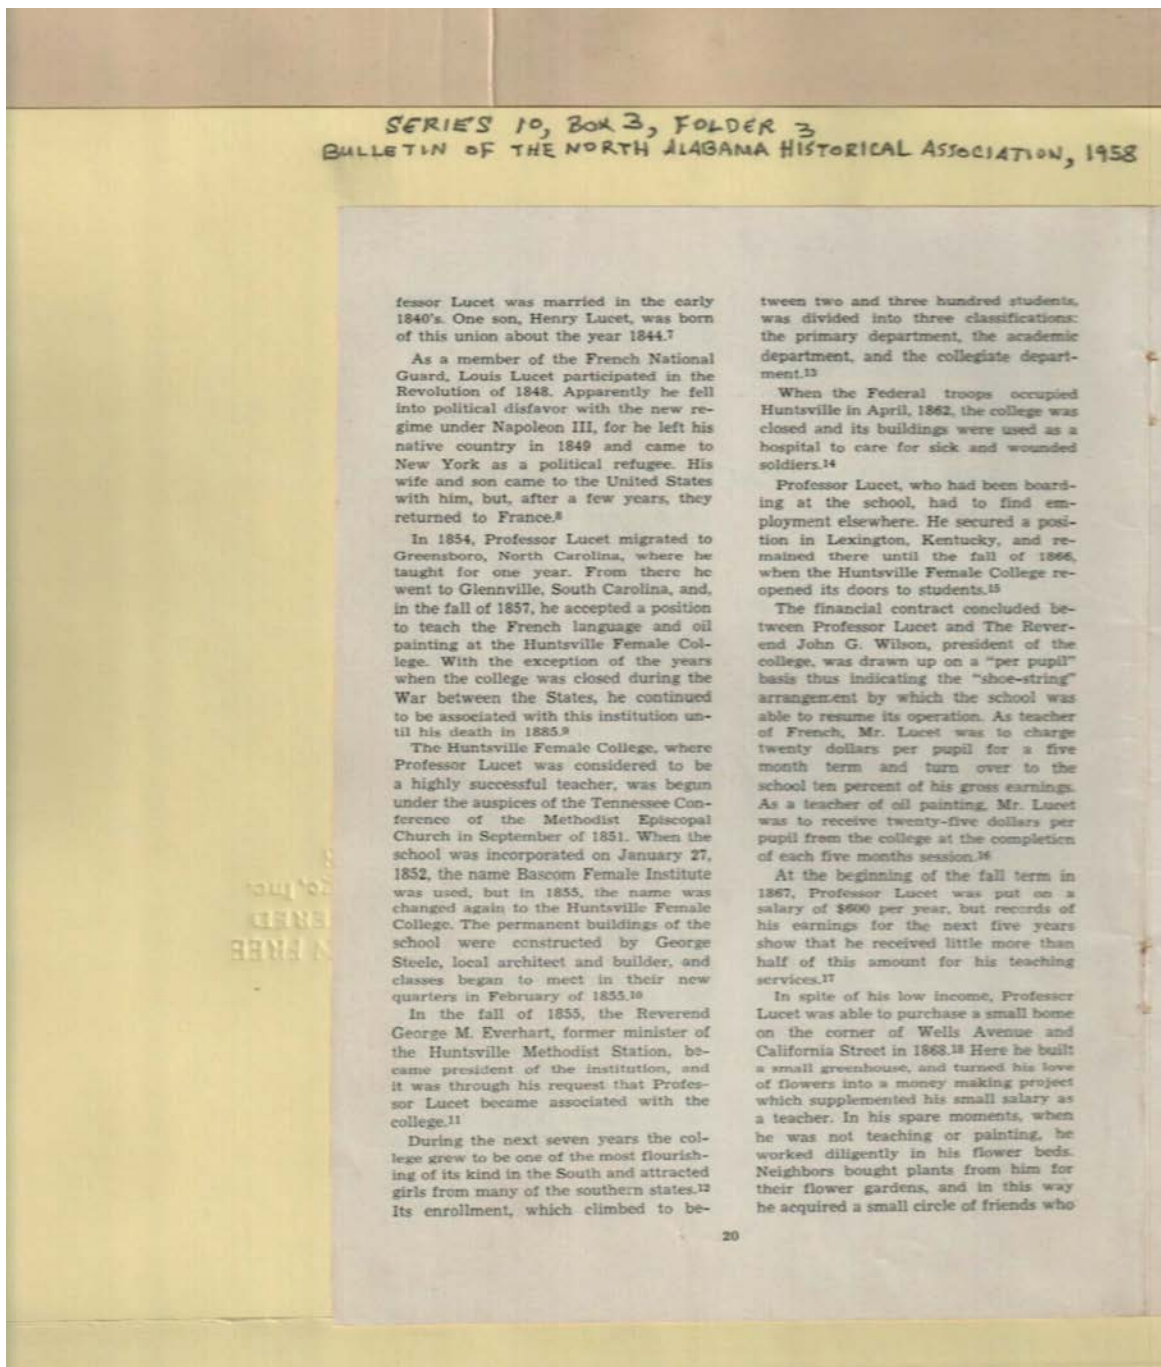 SERIES 10, BOX 3, FOLDER 3
BULLETIN OF THE NORTH ALABAMA HISTORICAL ASSOCIATION, 1958
fessor Lucet was married in the early
1840's. One son, Henry Lucet, was born
of this union about the year 1844.7
As a member of the French National
Guard, Louis Lucet participated in the
Revolution of 1848. Apparently he fell
into political disfavor with the new re-
gime under Napoleon III, for he left his
native country in 1849 and came to
New York as a political refugee. His
wife and son came to the United States
with him, but, after a few years, they
returned to France.8
In 1854, Professor Lucet migrated to
Greensboro, North Carolina, where he
taught for one year. From there he
went to Glennville, South Carolina, and,
in the fall of 1857, he accepted a position
to teach the French language and oil
painting at the Huntsville Female Col-
lege. With the exception of the years
when the college was closed during the
War between the States, he continued
to be associated with this institution un-
til his death in 1885.9
The Huntsville Female College, where
Professor Lucet was considered to be
a highly successful teacher, was begun
under the auspices of the Tennessee Con-
ference of the Methodist Episcopal
Church in September of 1851. When the
school was incorporated on January 27,
1852, the name Bascom Female Institute
was used, but in 1855, the name was
changed again to the Huntsville Female
College. The permanent buildings of the
school were constructed by George
Steele, local architect and builder, and
classes began to meet in their new
quarters in February of 1855.10
In the fall of 1855, the Reverend
George M. Everhart, former minister of
the Huntsville Methodist Station, be-
came president of the institution, and
it was through his request that Profes-
sor Lucet became associated with the
college.11
During the next seven years the col-
lege grew to be one of the most flourish-
ing of its kind in the South and attracted
girls from many of the southern states.12
Its enrollment, which climbed to be-
tween two and three hundred students,
was divided into three classifications:
the primary department, the academic
department, and the collegiate depart-
ment.13
When the Federal troops occupied
Huntsville in April, 1862, the college was
closed and its buildings were used as a
hospital to care for sick and wounded
soldiers.14
Professor Lucet, who had been board-
ing at the school, had to find em-
ployment elsewhere. He secured a posi-
tion in Lexington, Kentucky, and re-
mained there until the fall of 1866,
when the Huntsville Female College re-
opened its doors to students.15
The financial contract concluded be-
tween Professor Lucet and The Rever-
end John G. Wilson, president of the
college, was drawn up on a "per pupil"
basis thus indicating the "shoe-string"
arrangement by which the school was
able to resume its operation. As teacher
of French, Mr. Lucet was to charge
twenty dollars per pupil for a five
month term and turn over to the
school ten percent of his gross earnings.
As a teacher of oil painting, Mr. Lucet
was to receive twenty-five dollars per
pupil from the college at the completion
of each five months session.16
At the beginning of the fall term in
1867, Professor Lucet was put on a
salary of $600 per year, but records of
his earnings for the next five years
show that he received little more than
half of this amount for his teaching
services.17
In spite of his low income, Professor
Lucet was able to purchase a small home
on the corner of Wells Avenue and
California Street in 1868.18 Here he built
a small greenhouse, and turned his love
of flowers into a money making project
which supplemented his small salary as
a teacher. In his spare moments, when
he was not teaching or painting, he
worked diligently in his flower beds.
Neighbors bought plants from him for
their flower gardens, and in this way
he acquired a small circle of friends who
20